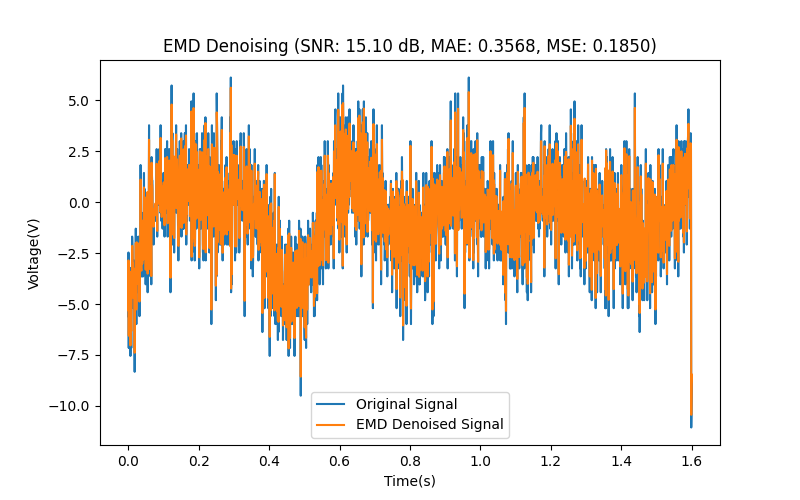 EMD Denoising (SNR: 15.10 dB, MAE: 0.3568, MSE: 0.1850)
5.0
2.5
0.0
−2.5
−5.0
−7.5
−10.0
Voltage(V)
Original Signal
EMD Denoised Signal
0.0 0.2 0.4 0.6 0.8 1.0 1.2 1.4 1.6
Time(s)